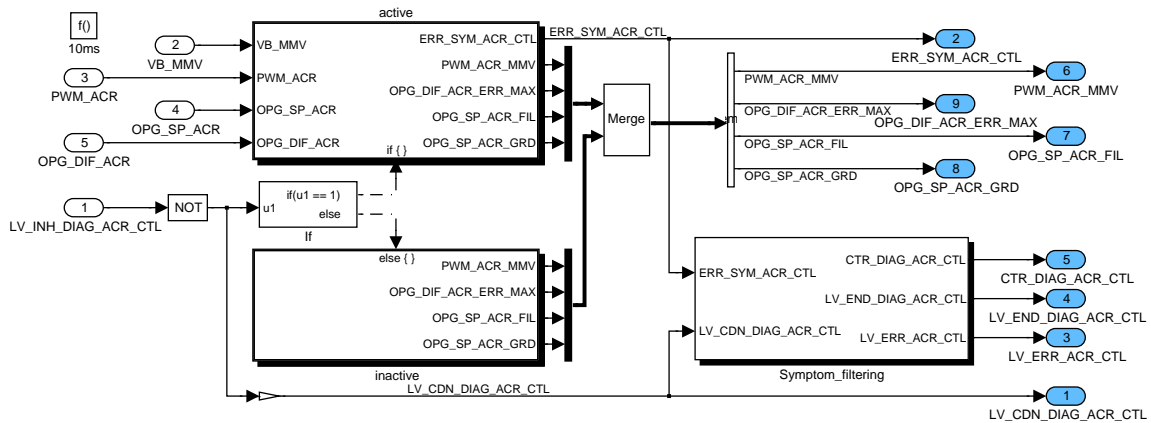 f()
10ms
2
VB_MMV
3
PWM_ACR
4
OPG_SP_ACR
5
OPG_DIF_ACR
1
LV_INH_DIAG_ACR_CTL
NOT
active
VB_MMV
PWM_ACR
OPG_SP_ACR
OPG_DIF_ACR
if { }
ERR_SYM_ACR_CTL
PWM_ACR_MMV
OPG_DIF_ACR_ERR_MAX
OPG_SP_ACR_FIL
OPG_SP_ACR_GRD
u1
if(u1 == 1)
else
If
else { }
PWM_ACR_MMV
OPG_DIF_ACR_ERR_MAX
OPG_SP_ACR_FIL
OPG_SP_ACR_GRD
inactive
ERR_SYM_ACR_CTL
Merge
PWM_ACR_MMV
OPG_DIF_ACR_ERR_MAX
OPG_SP_ACR_FIL
OPG_SP_ACR_GRD
2
ERR_SYM_ACR_CTL
6
PWM_ACR_MMV
9
OPG_DIF_ACR_ERR_MAX
7
OPG_SP_ACR_FIL
8
OPG_SP_ACR_GRD
ERR_SYM_ACR_CTL
LV_CDN_DIAG_ACR_CTL
CTR_DIAG_ACR_CTL
LV_END_DIAG_ACR_CTL
LV_ERR_ACR_CTL
Symptom_filtering
5
CTR_DIAG_ACR_CTL
4
LV_END_DIAG_ACR_CTL
3
LV_ERR_ACR_CTL
LV_CDN_DIAG_ACR_CTL
1
LV_CDN_DIAG_ACR_CTL